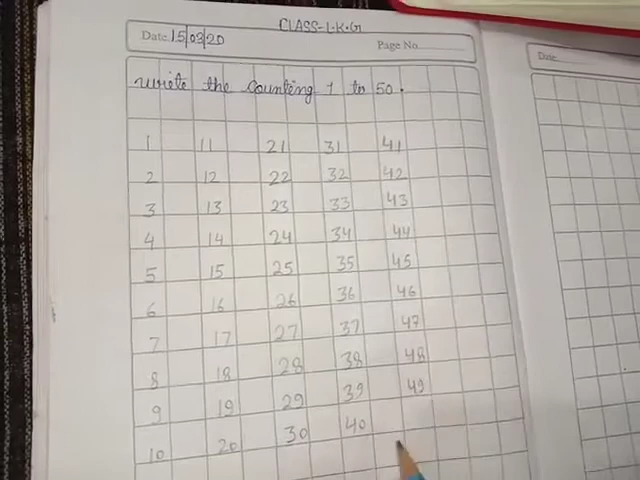 CLASS-L.K.G
Date 15/03/20 Page No.
Date
write the counting 1 to 50.
1 11 21 31 41
2 12 22 32 42
3 13 23 33 43
4 14 24 34 44
5 15 25 35 45
6 16 26 36 46
7 17 27 37 47
8 18 28 38 48
9 19 29 39 49
10 20 30 40